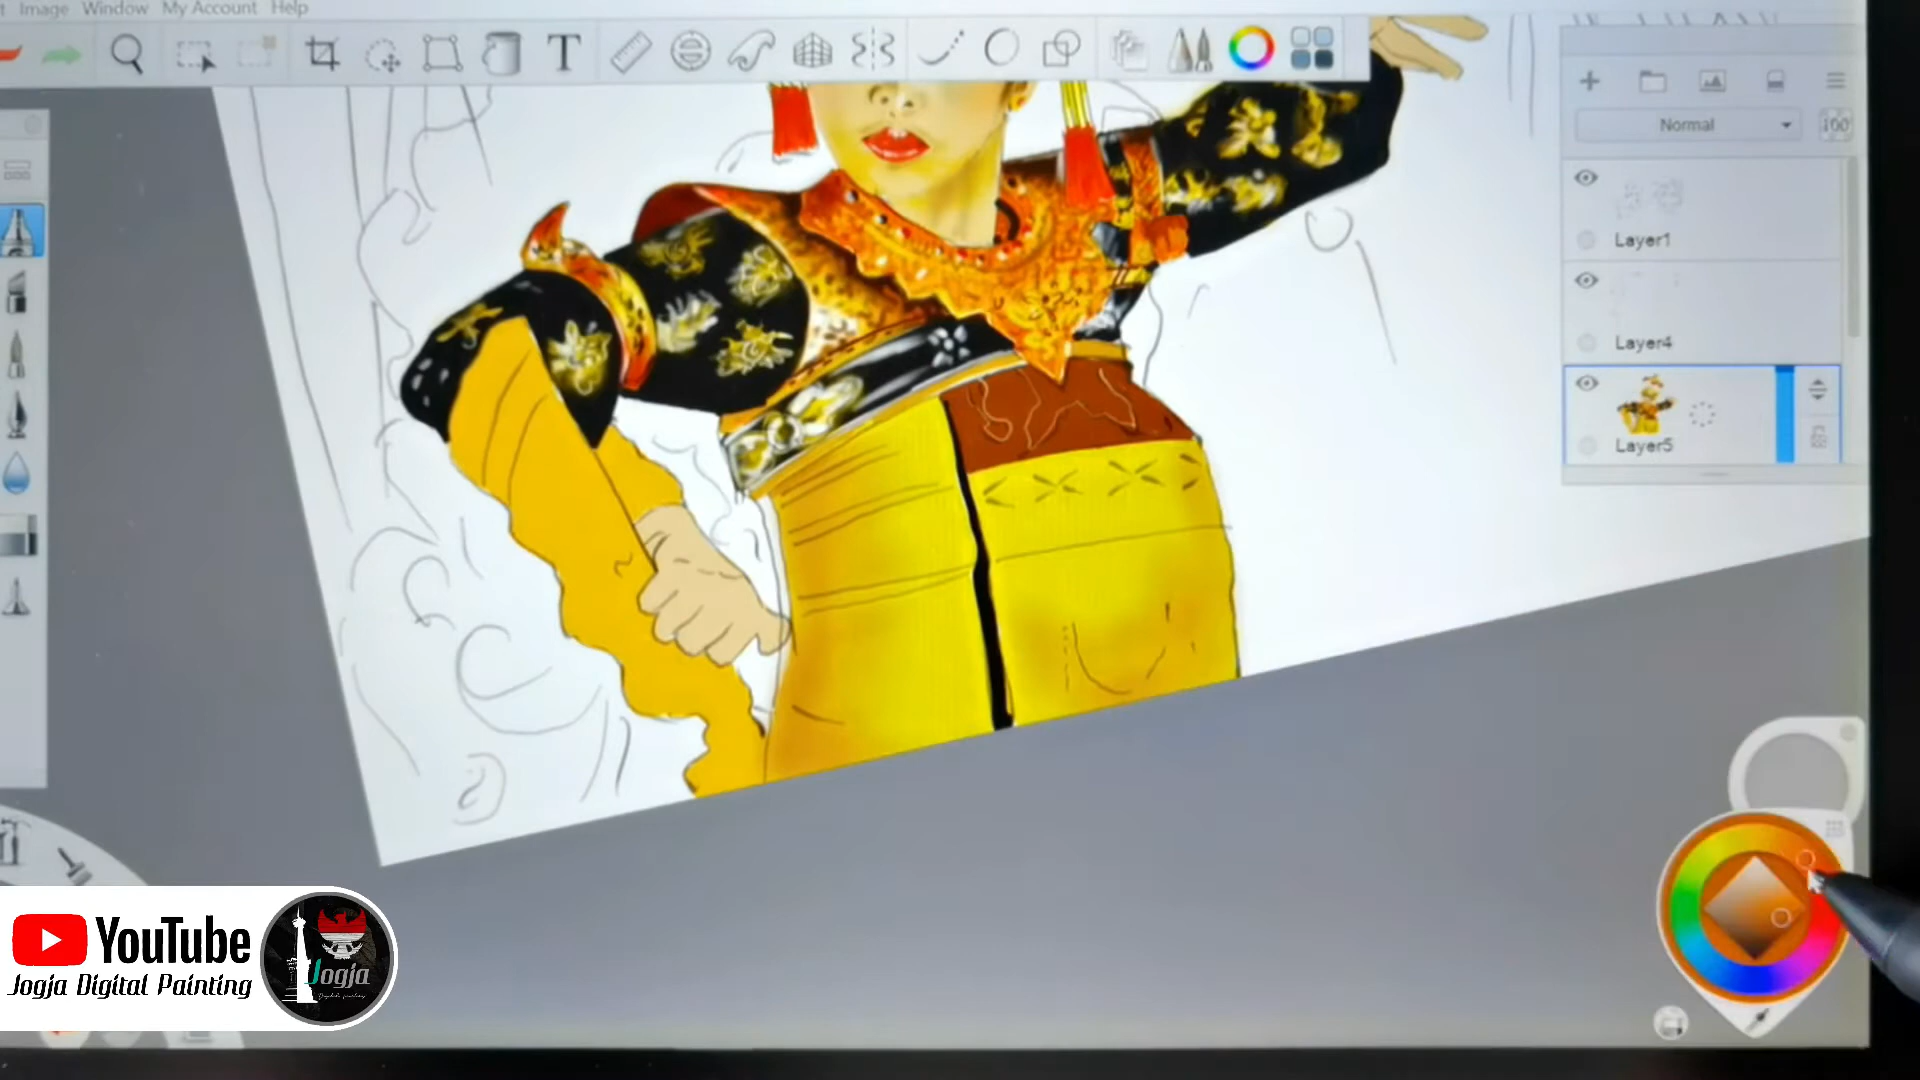 Image Window My Account Help
T
Normal
100
Layer1
Layer4
Layer5
YouTube
Jogja Digital Painting
Jogja